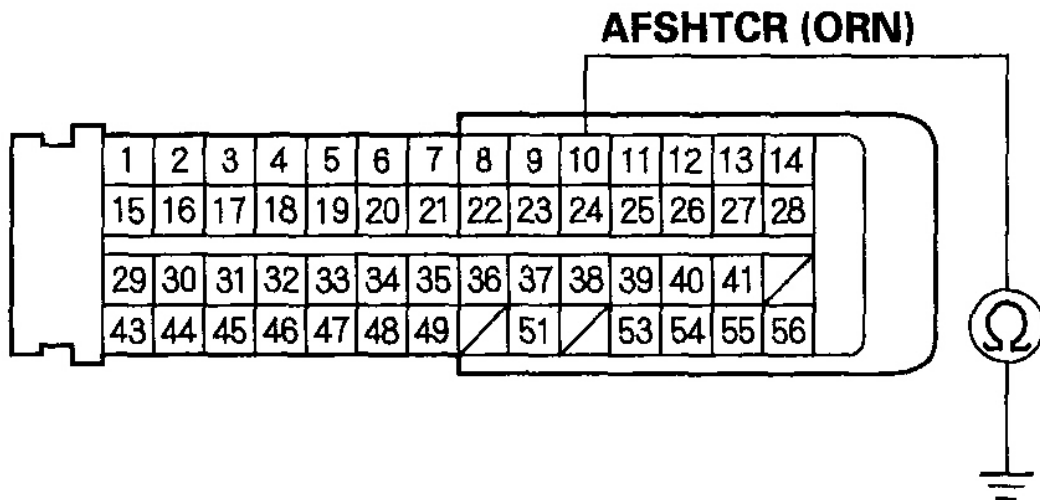 AFSHTCR (ORN)
1 2 3 4 5 6 7 8 9 10 11 12 13 14
15 16 17 18 19 20 21 22 23 24 25 26 27 28
29 30 31 32 33 34 35 36 37 38 39 40 41
43 44 45 46 47 48 49 51 53 54 55 56
Ω